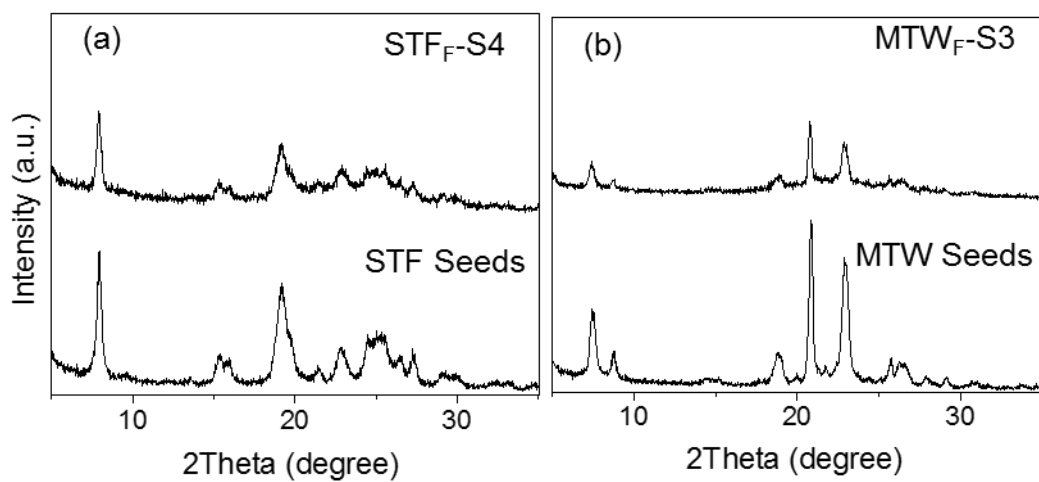 (a)
STF_F-S4
STF Seeds
Intensity (a.u.)
10 20 30
2Theta (degree)
(b)
MTW_F-S3
MTW Seeds
10 20 30
2Theta (degree)